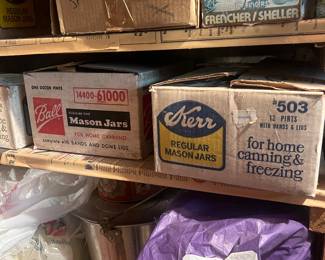 FRENCHER/SHELLER
ONE DOZEN PINTS
14400-61000
Ball
Mason Jars
FOR HOME CANNING
complete with BANDS AND DOME LIDS
Kerr
REGULAR
MASON JARS
503
12 PINTS
WITH BANDS & LIDS
for home
canning &
freezing